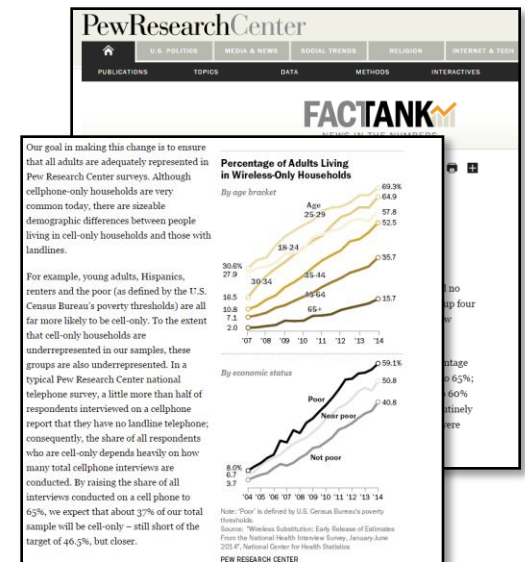 PewResearchCenter
U.S. POLITICS MEDIA & NEWS SOCIAL TRENDS RELIGION INTERNET & TECH
PUBLICATIONS TOPICS DATA METHODS INTERACTIVES
FACTANK
NEWS IN THE NUMBERS
Our goal in making this change is to ensure
that all adults are adequately represented in
Pew Research Center surveys. Although
cellphone-only households are very
common today, there are sizeable
demographic differences between people
living in cell-only households and those with
landlines.
For example, young adults, Hispanics,
renters and the poor (as defined by the U.S.
Census Bureau's poverty thresholds) are all
far more likely to be cell-only. To the extent
that cell-only households are
underrepresented in our samples, these
groups are also underrepresented. In a
typical Pew Research Center national
telephone survey, a little more than half of
respondents interviewed on a cellphone
report that they have no landline telephone;
consequently, the share of all respondents
who are cell-only depends heavily on how
many total cellphone interviews are
conducted. By raising the share of all
interviews conducted on a cell phone to
65%, we expect that about 37% of our total
sample will be cell-only – still short of the
target of 46.5%, but closer.
Percentage of Adults Living
in Wireless-Only Households
By age bracket
69.3%
64.9
57.8
52.5
35.7
15.7
Age
25-29
18-24
30-34
35-44
45-64
65+
30.6%
27.9
16.5
10.8
7.1
2.0
'07 '08 '09 '10 '11 '12 '13 '14
By economic status
59.1%
50.8
40.8
Poor
Near poor
Not poor
8.0%
6.7
3.7
'04 '05 '06 '07 '08 '09 '10 '11 '12 '13 '14
Note: "Poor" is defined by U.S. Census Bureau's poverty
thresholds.
Source: "Wireless Substitution: Early Release of Estimates
From the National Health Interview Survey, January-June
2014", National Center for Health Statistics
PEW RESEARCH CENTER
no
up four
ntage
65%;
60%
utinely
ere